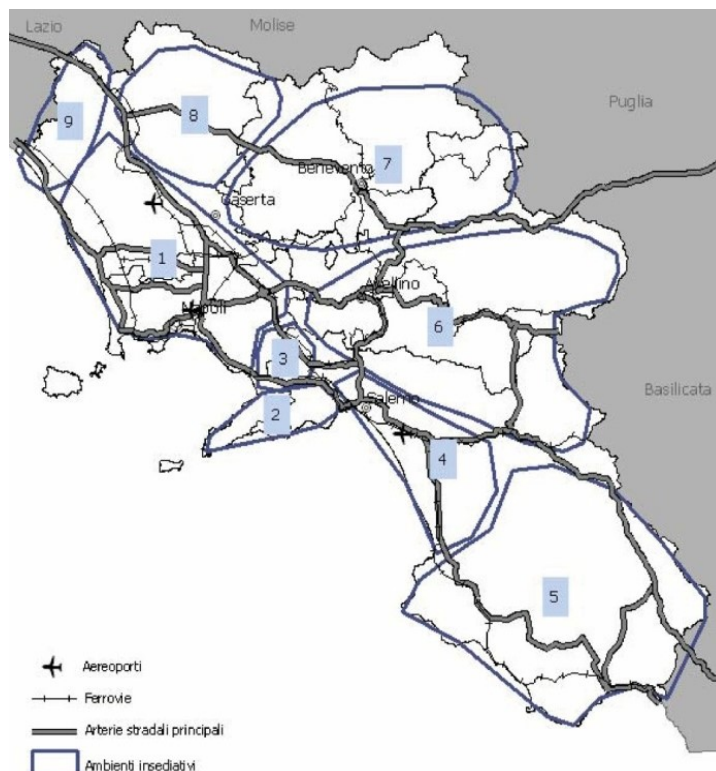 Lazio
Molise
Puglia
9
8
7
Benevento
Caserta
1
Avellino
Napoli
6
3
Basilicata
Salerno
2
4
5
Aereoporti
Ferrovie
Arterie stradali principali
Ambienti insediativi